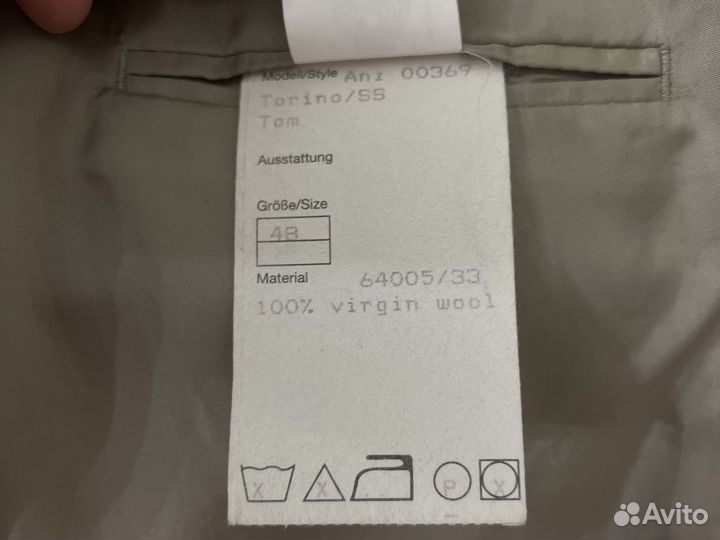 Modell/Style Anz 00369
Torino/SS
Tom
Ausstattung
Größe/Size
48
Material 64005/33
100% virgin wool
X X P X
Avito